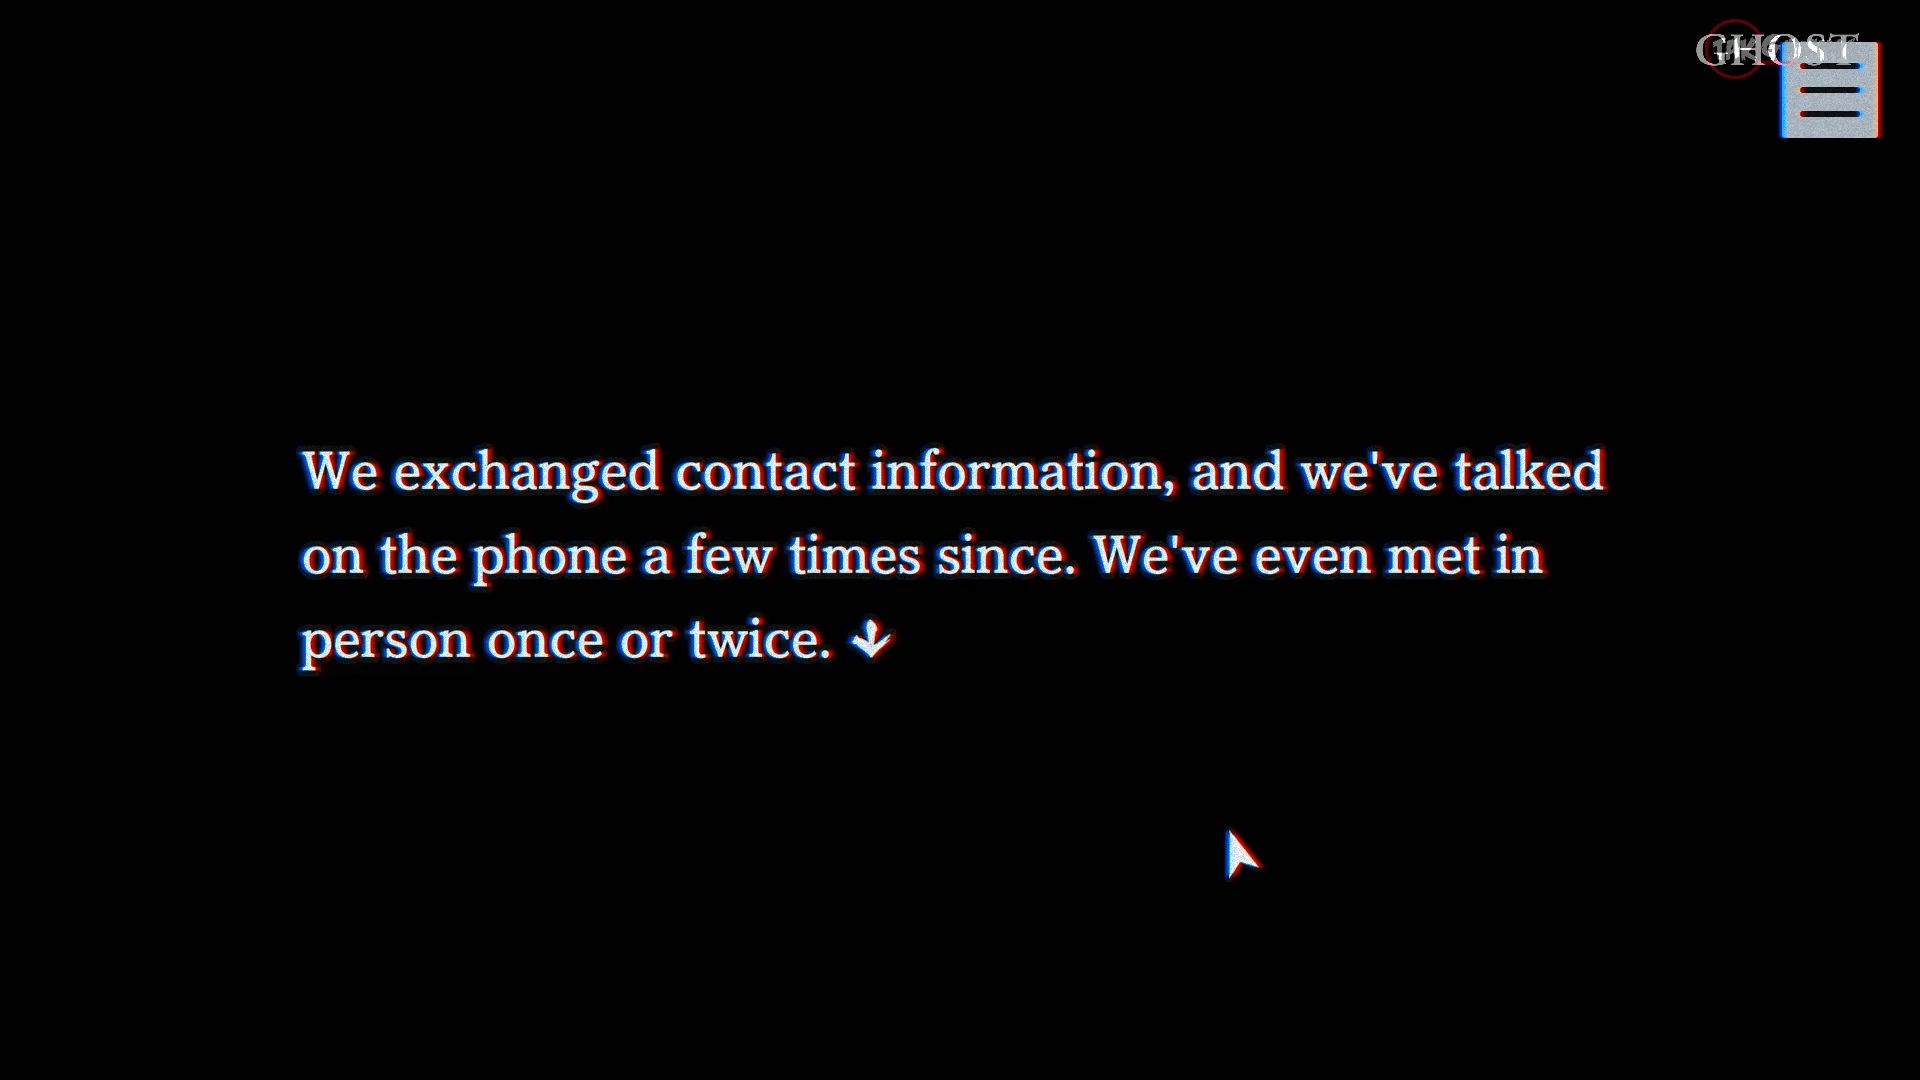 GHOST
We exchanged contact information, and we've talked
on the phone a few times since. We've even met in
person once or twice.